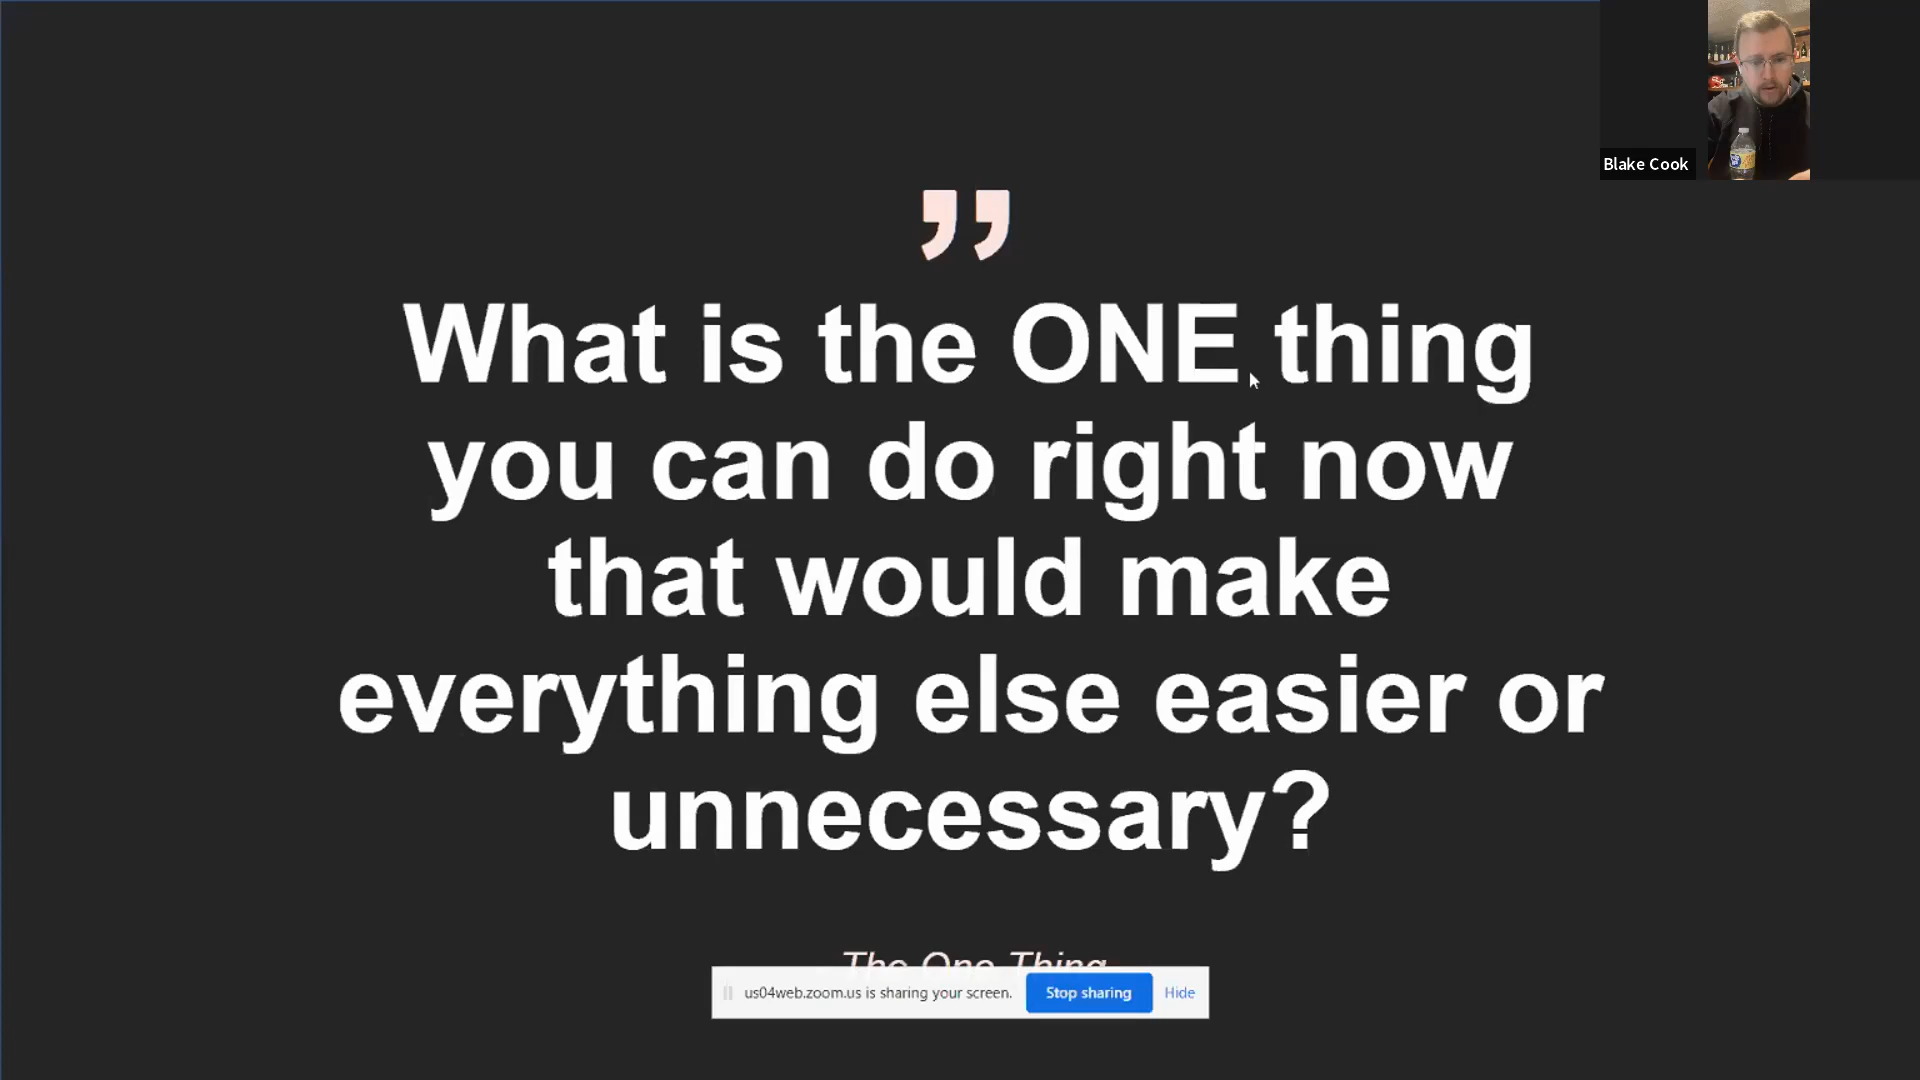 Blake Cook
”
What is the ONE thing
you can do right now
that would make
everything else easier or
unnecessary?
The One Thing
us04web.zoom.us is sharing your screen. Stop sharing Hide